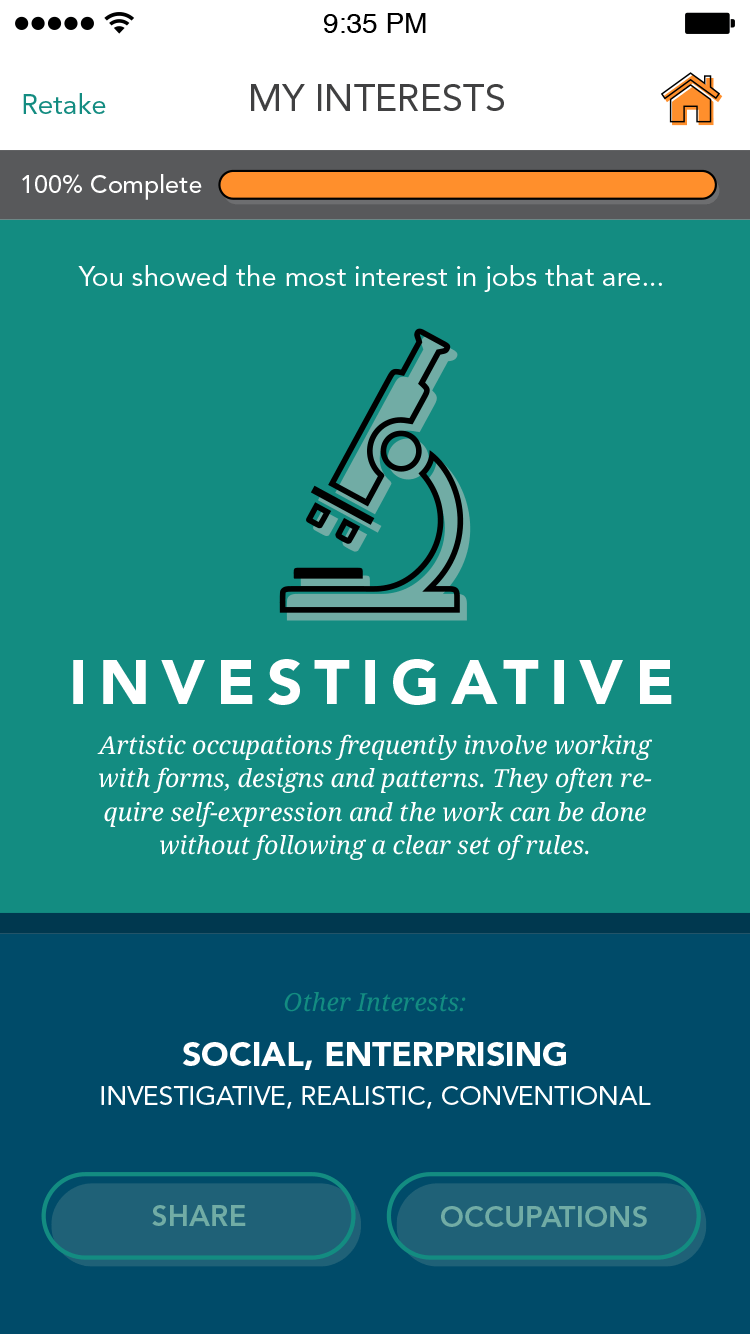 9:35 PM
Retake
MY INTERESTS
100% Complete
You showed the most interest in jobs that are...
INVESTIGATIVE
Artistic occupations frequently involve working
with forms, designs and patterns. They often re-
quire self-expression and the work can be done
without following a clear set of rules.
Other Interests:
SOCIAL, ENTERPRISING
INVESTIGATIVE, REALISTIC, CONVENTIONAL
SHARE
OCCUPATIONS